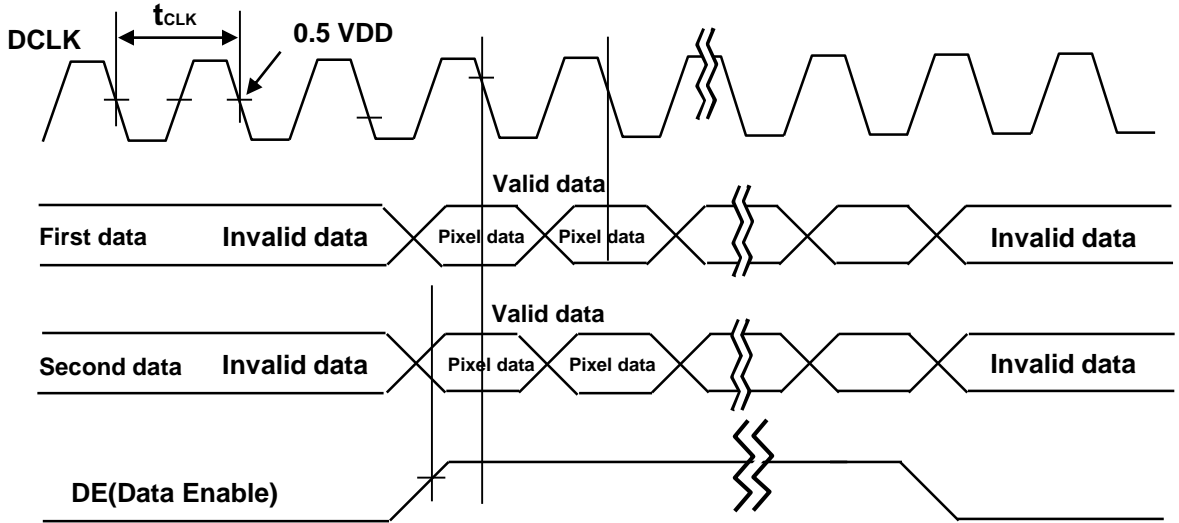 tCLK
DCLK
0.5 VDD
Valid data
First data
Invalid data
Pixel data
Pixel data
Invalid data
Valid data
Second data
Invalid data
Pixel data
Pixel data
Invalid data
DE(Data Enable)